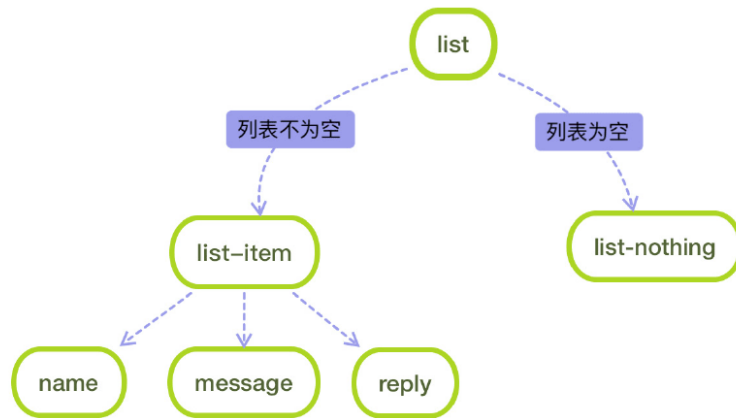 list
列表不为空
列表为空
list-item
list-nothing
name
message
reply